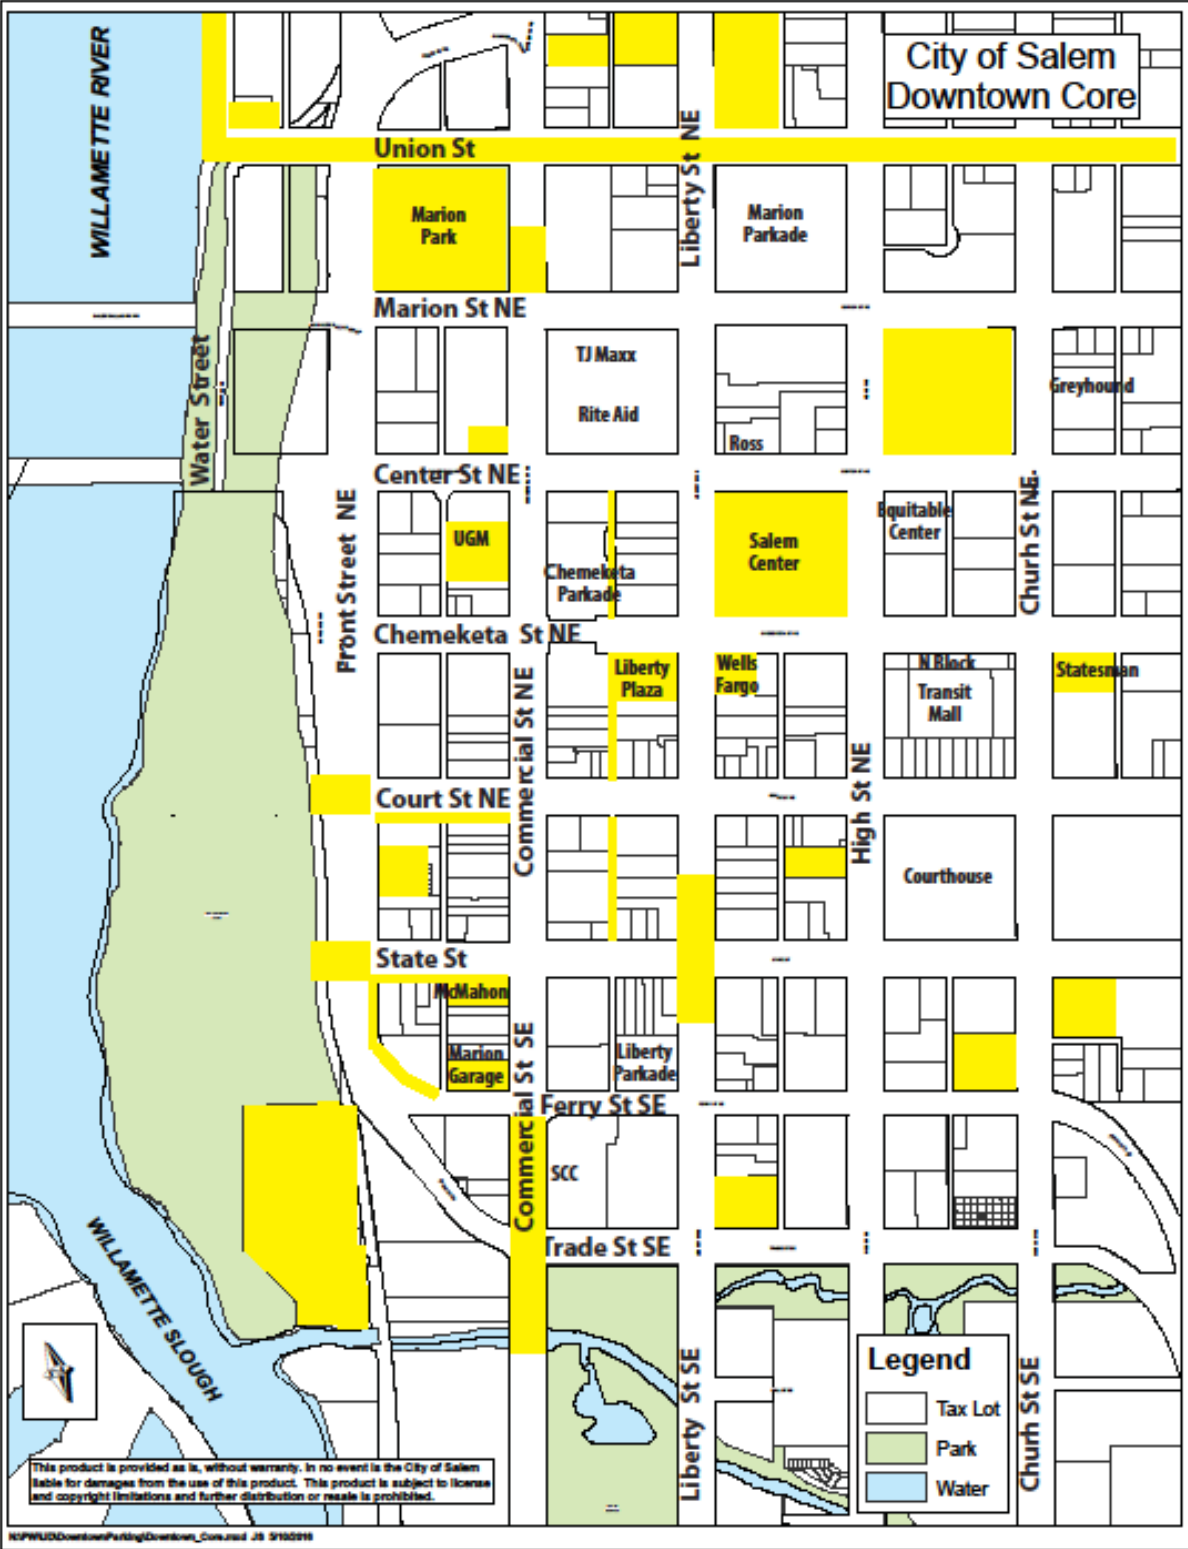 City of Salem
Downtown Core
WILLAMETTE RIVER
Union St
Liberty St NE
Marion
Park
Marion
Parkade
Marion St NE
Water Street
TJ Maxx
Rite Aid
Ross
Greyhound
Center St NE
Front Street NE
UGM
Chemeketa
Parkade
Salem
Center
Equitable
Center
Churh St NE
Chemeketa St NE
Commercial St NE
Liberty
Plaza
Wells
Fargo
N Block
Transit
Mall
Statesman
High St NE
Court St NE
Courthouse
State St
McMahon
Marion
Garage
Commercial St SE
Liberty
Parkade
Ferry St SE
SCC
Trade St SE
WILLAMETTE SLOUGH
Liberty St SE
Churh St SE
Legend
Tax Lot
Park
Water
This product is provided as is, without warranty. In no event is the City of Salem
liable for damages from the use of this product. This product is subject to license
and copyright limitations and further distribution or resale is prohibited.